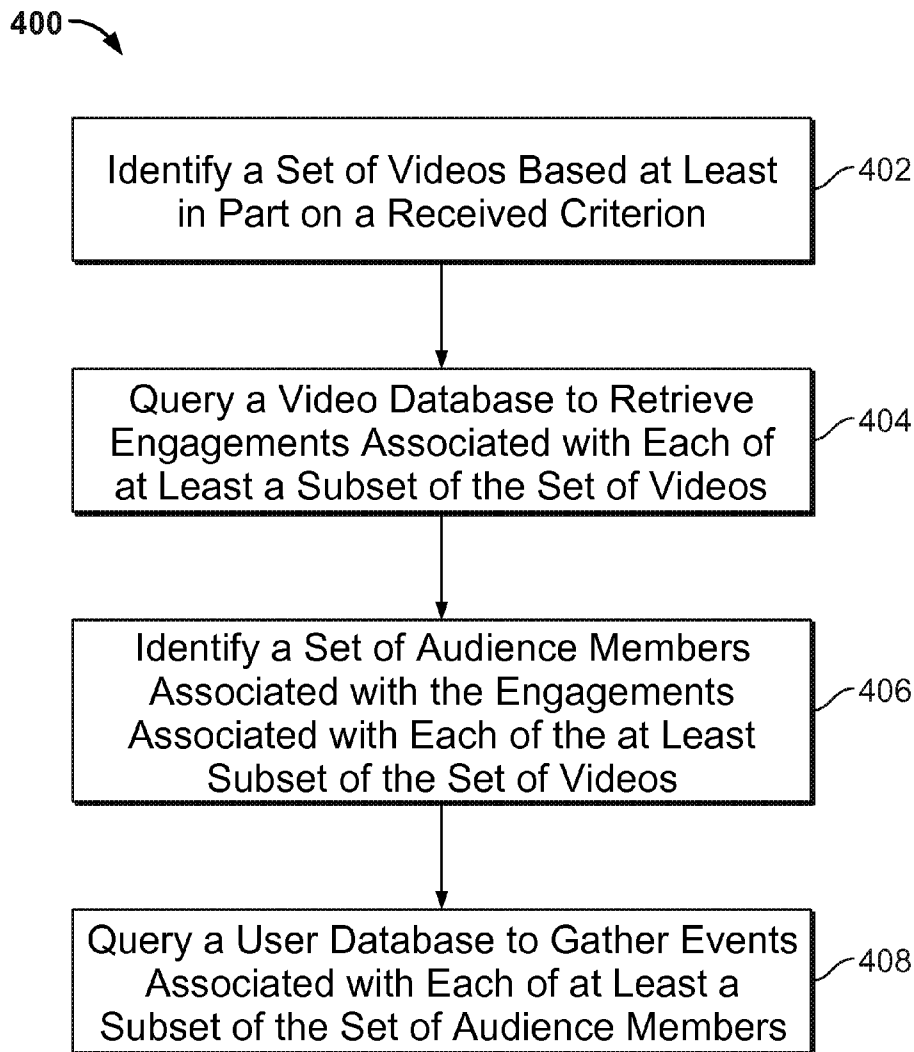 400
Identify a Set of Videos Based at Least
in Part on a Received Criterion
402
Query a Video Database to Retrieve
Engagements Associated with Each of
at Least a Subset of the Set of Videos
404
Identify a Set of Audience Members
Associated with the Engagements
Associated with Each of the at Least
Subset of the Set of Videos
406
Query a User Database to Gather Events
Associated with Each of at Least a
Subset of the Set of Audience Members
408